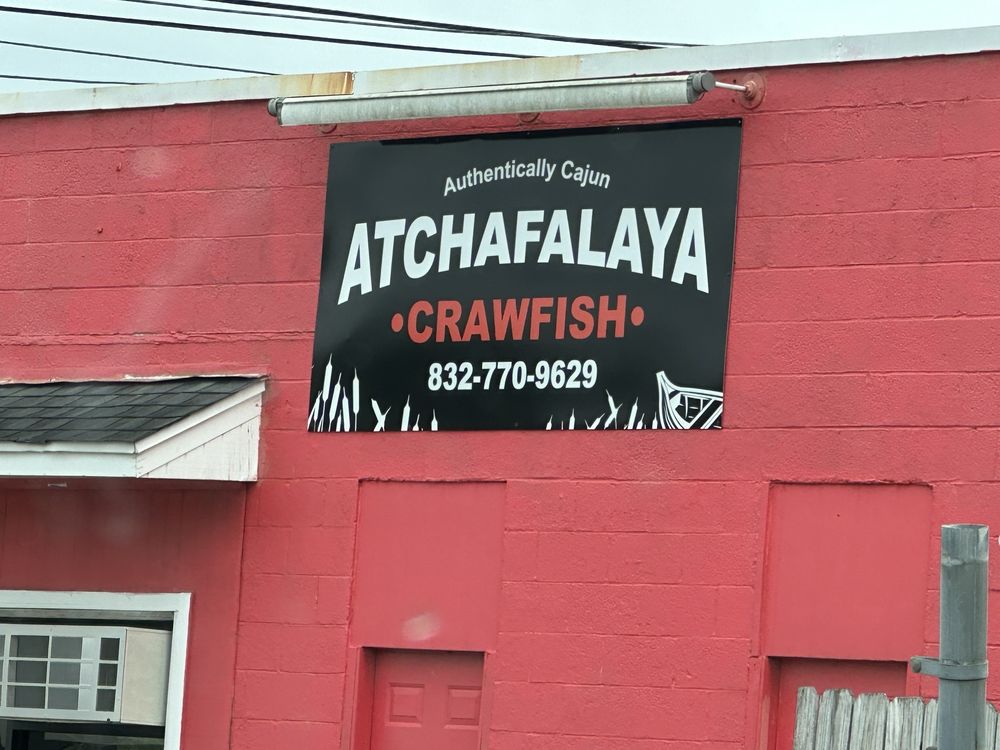 Authentically Cajun
ATCHAFALAYA
•CRAWFISH•
832-770-9629